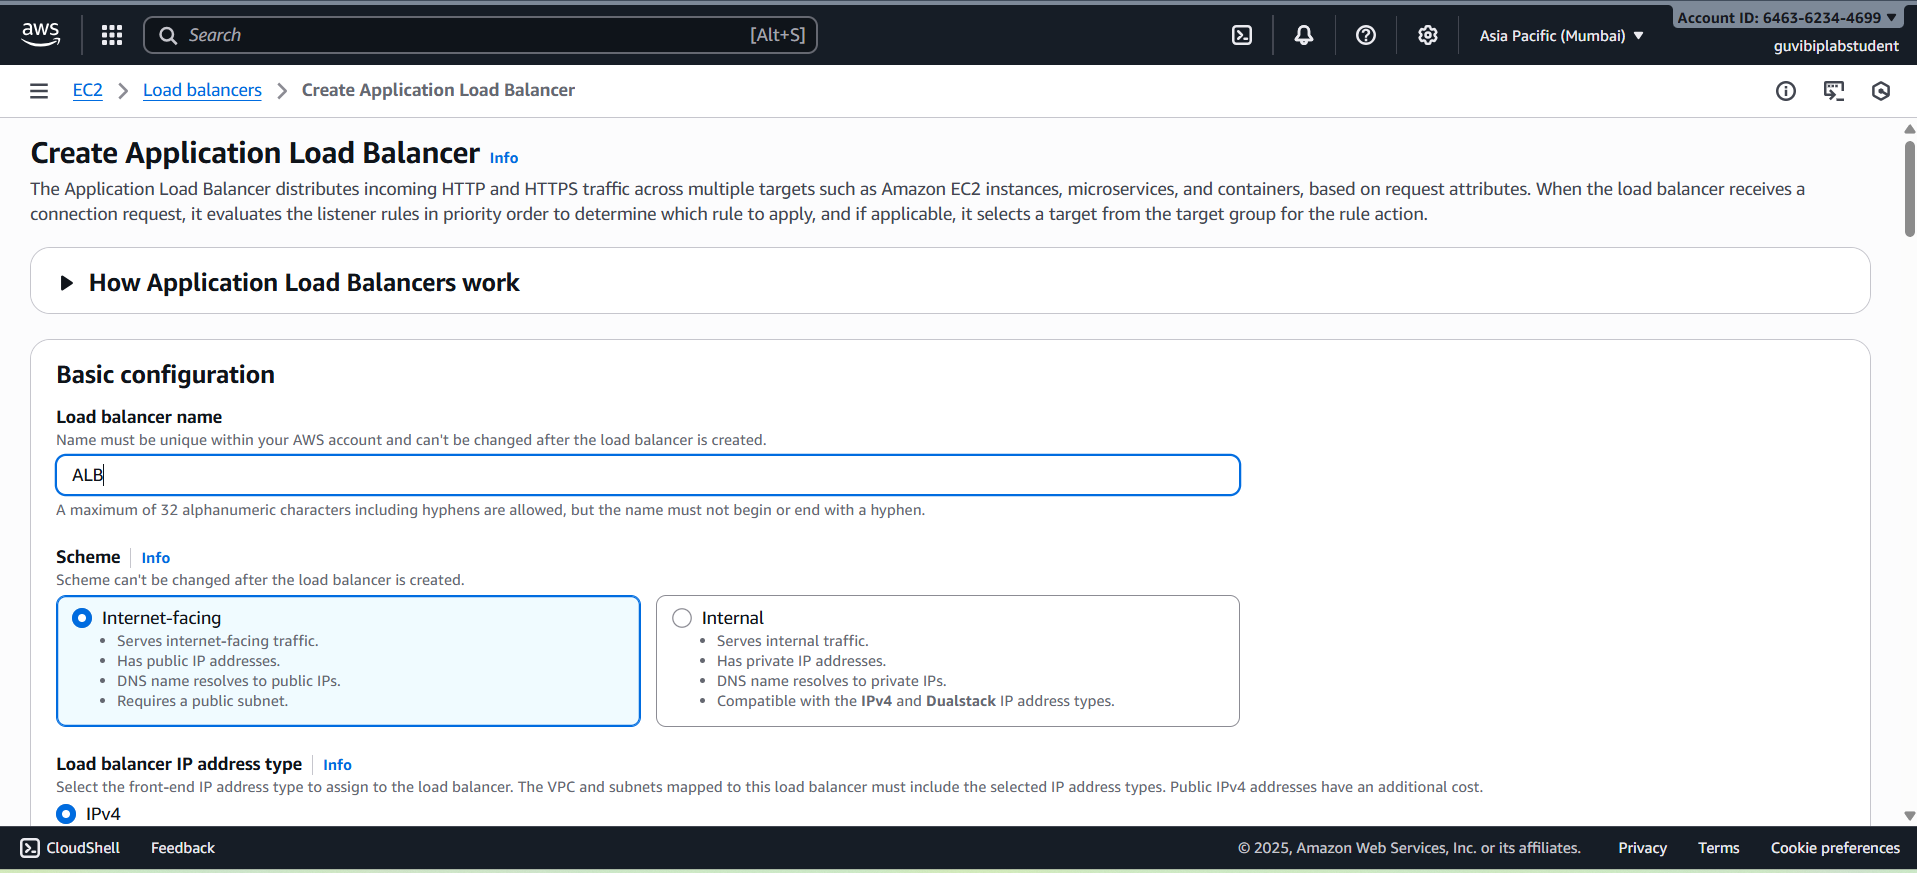 aws
Search [Alt+S]
Asia Pacific (Mumbai)
Account ID: 6463-6234-4699
guvibiplabstudent
EC2 Load balancers Create Application Load Balancer
Create Application Load Balancer Info
The Application Load Balancer distributes incoming HTTP and HTTPS traffic across multiple targets such as Amazon EC2 instances, microservices, and containers, based on request attributes. When the load balancer receives a
connection request, it evaluates the listener rules in priority order to determine which rule to apply, and if applicable, it selects a target from the target group for the rule action.
How Application Load Balancers work
Basic configuration
Load balancer name
Name must be unique within your AWS account and can't be changed after the load balancer is created.
ALB
A maximum of 32 alphanumeric characters including hyphens are allowed, but the name must not begin or end with a hyphen.
Scheme Info
Scheme can't be changed after the load balancer is created.
Internet-facing
• Serves internet-facing traffic.
• Has public IP addresses.
• DNS name resolves to public IPs.
• Requires a public subnet.
Internal
• Serves internal traffic.
• Has private IP addresses.
• DNS name resolves to private IPs.
• Compatible with the IPv4 and Dualstack IP address types.
Load balancer IP address type Info
Select the front-end IP address type to assign to the load balancer. The VPC and subnets mapped to this load balancer must include the selected IP address types. Public IPv4 addresses have an additional cost.
IPv4
CloudShell Feedback © 2025, Amazon Web Services, Inc. or its affiliates. Privacy Terms Cookie preferences